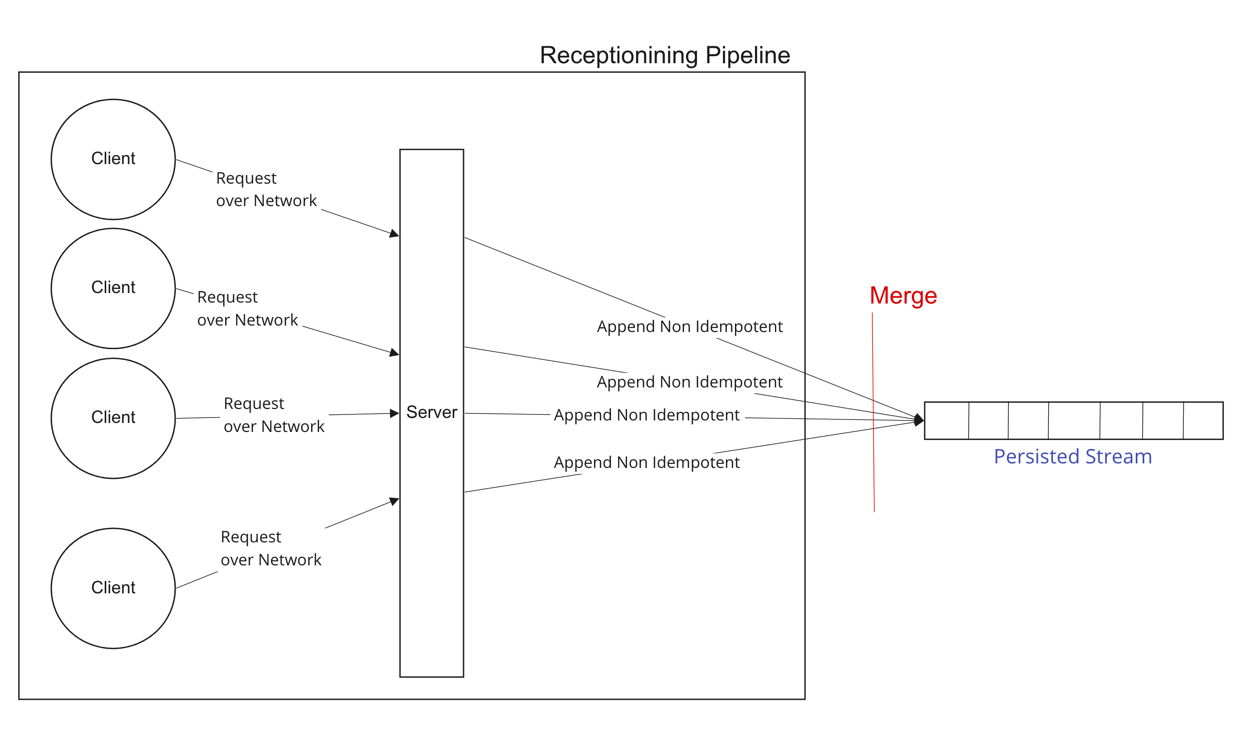 Receptionining Pipeline
Client
Request
over Network
Client
Request
over Network
Client
Request
over Network
Client
Request
over Network
Server
Append Non Idempotent
Append Non Idempotent
Append Non Idempotent
Append Non Idempotent
Merge
Persisted Stream